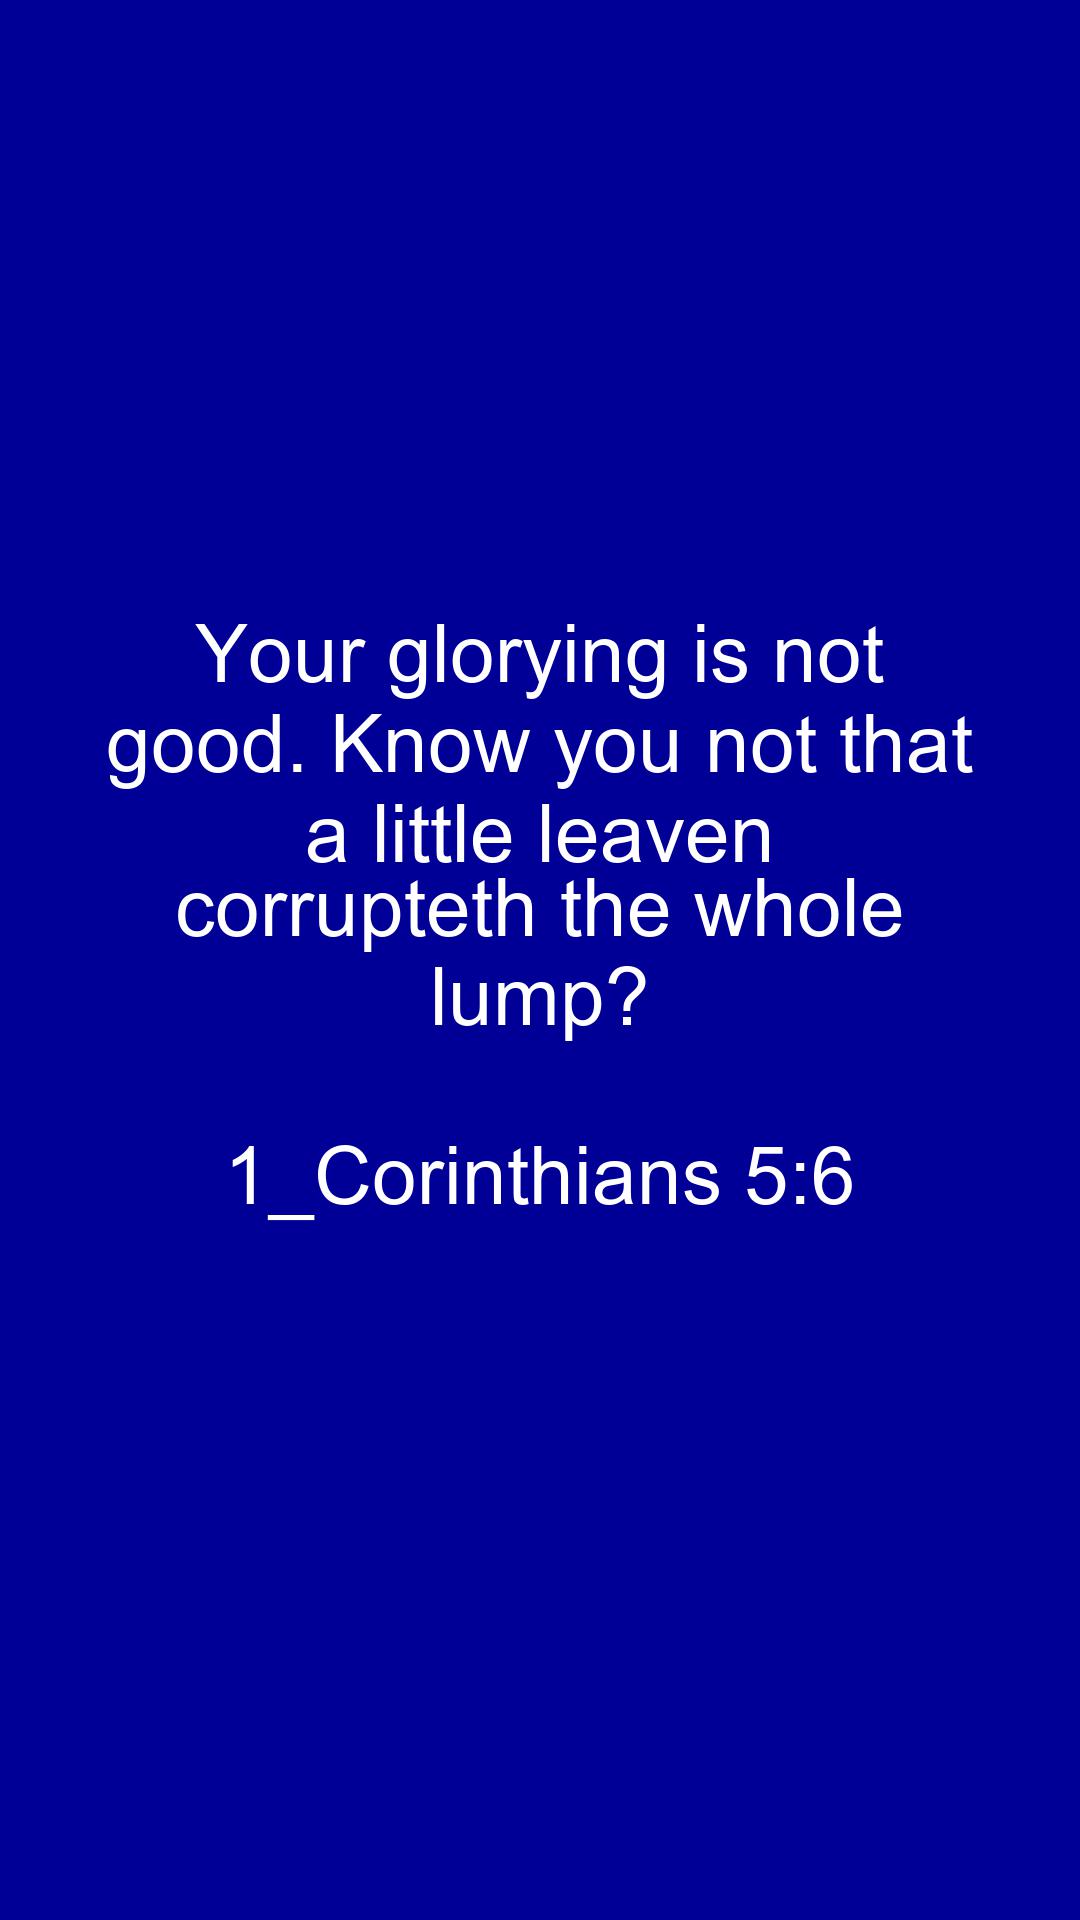 Your glorying is not
good. Know you not that
a little leaven
corrupteth the whole
lump?
1_Corinthians 5:6